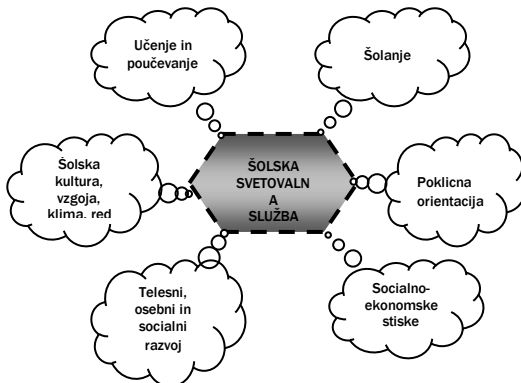 Učenje in
poučevanje
Šolanje
Šolska
kultura,
vzgoja,
klima, red
ŠOLSKA
SVETOVALN
A
SLUŽBA
Poklicna
orientacija
Telesni,
osebni in
socialni
razvoj
Socialno-
ekonomske
stiske